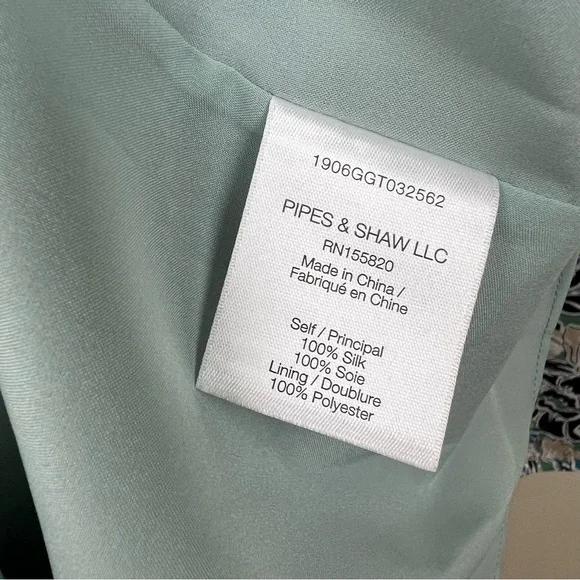 1906GGT032562
PIPES & SHAW LLC
RN155820
Made in China /
Fabriqué en Chine
Self / Principal
100% Silk
100% Soie
Lining / Doublure
100% Polyester